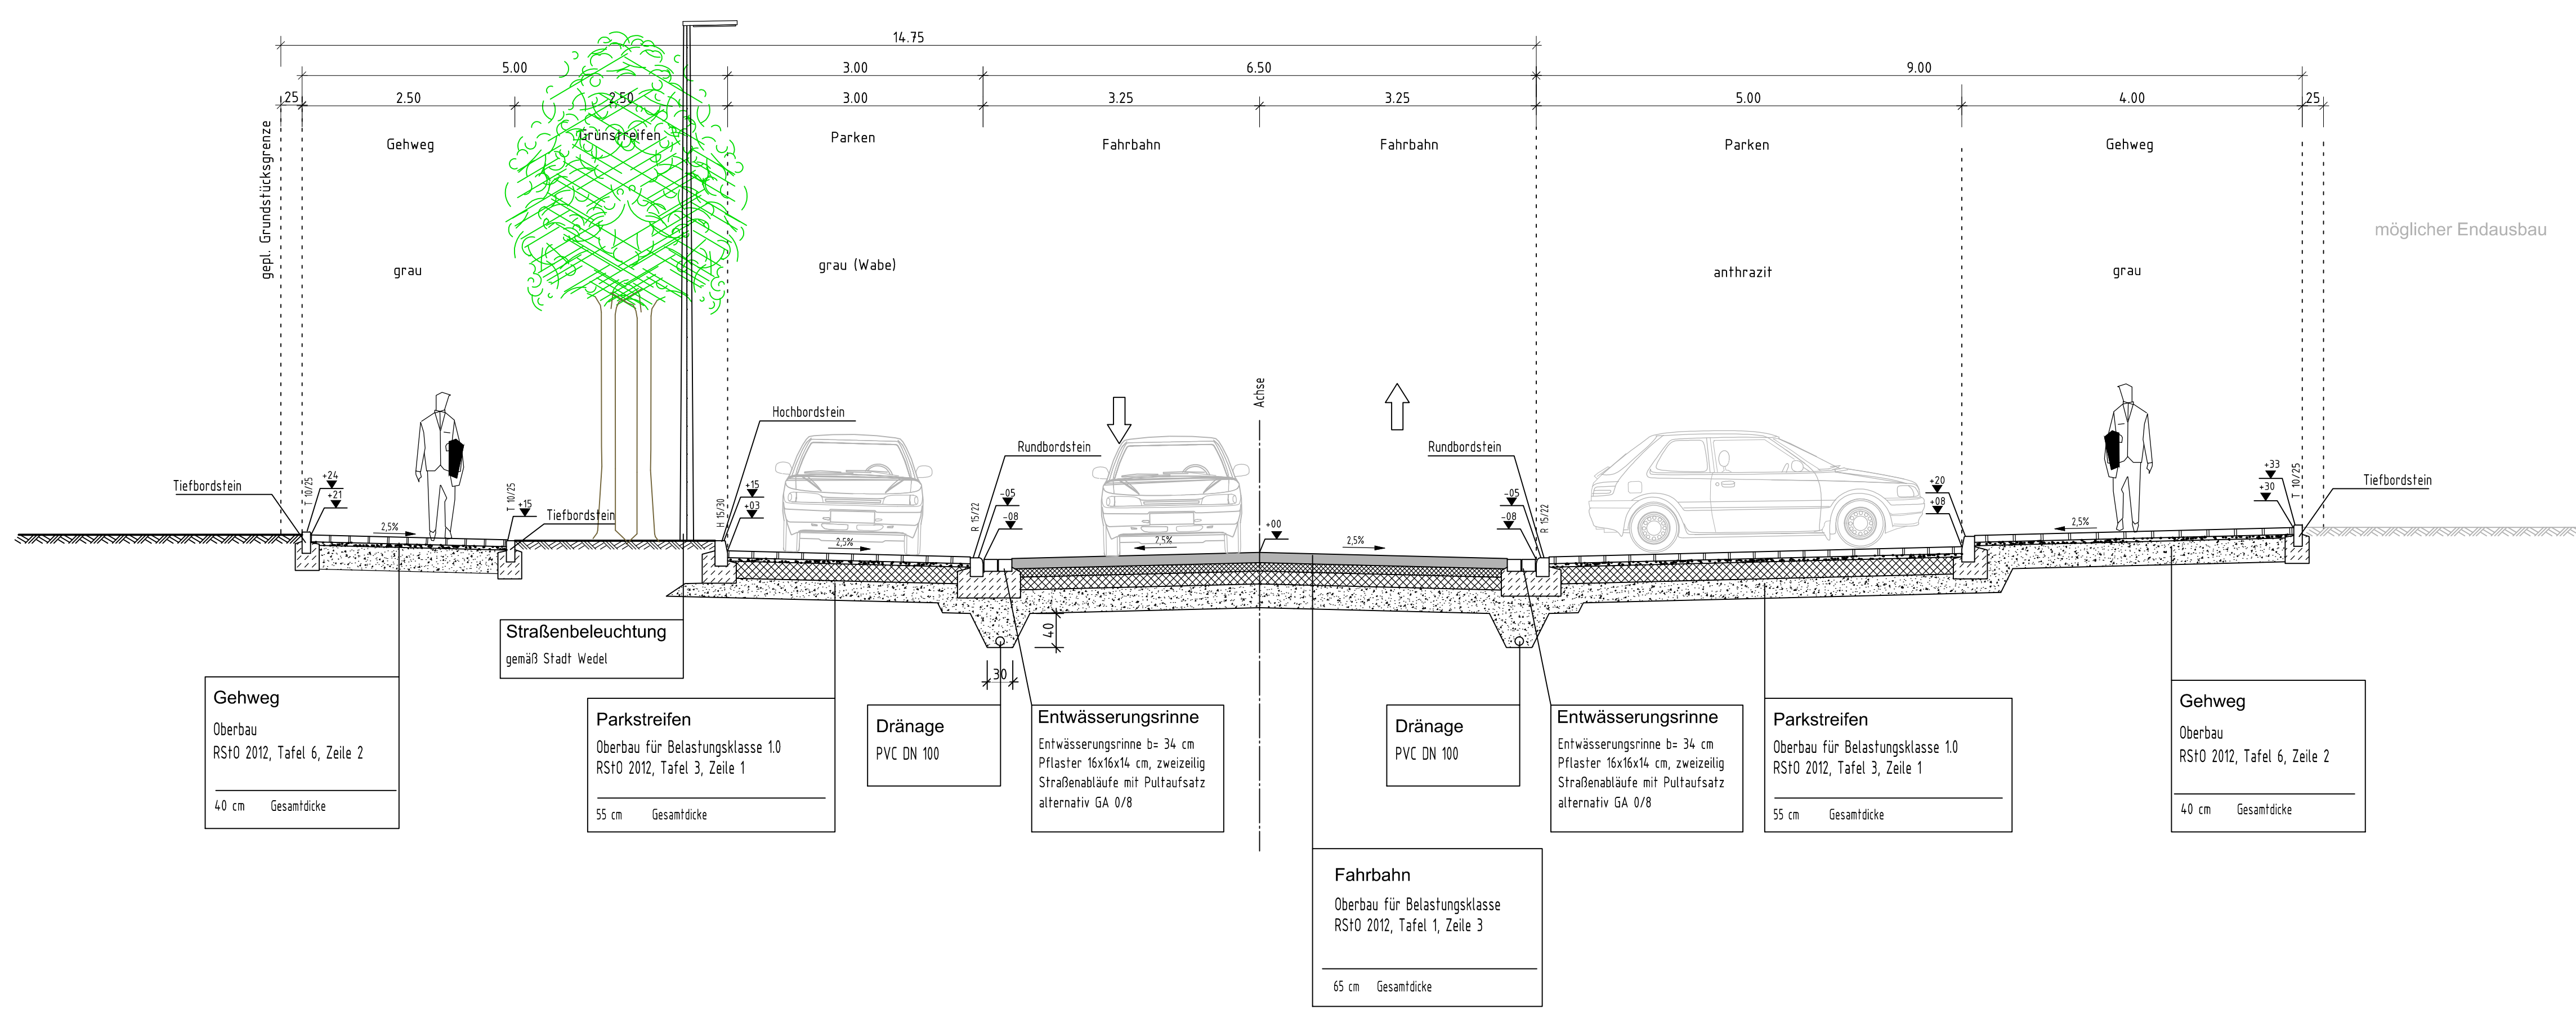 14.75
5.00 3.00 6.50 9.00
25 2.50 2.50 3.00 3.25 3.25 5.00 4.00 25
gepl. Grundstücksgrenze
Gehweg Grünstreifen Parken Fahrbahn Fahrbahn Parken Gehweg
möglicher Endausbau
grau grau (Wabe) anthrazit grau
Achse
Hochbordstein
Rundbordstein Rundbordstein
Tiefbordstein
T 10/25
+24
+21
T 10/25
+15
Tiefbordstein
H 15/30
+15
+03
R 15/22
-05
-08
+00
-05
-08
R 15/22
+20
+08
+33
+30
T 10/25
Tiefbordstein
2,5% 2,5% 2,5% 2,5% 2,5%
40
30
Straßenbeleuchtung
gemäß Stadt Wedel
Gehweg
Oberbau
RStO 2012, Tafel 6, Zeile 2
40 cm Gesamtdicke
Parkstreifen
Oberbau für Belastungsklasse 1.0
RStO 2012, Tafel 3, Zeile 1
55 cm Gesamtdicke
Dränage
PVC DN 100
Entwässerungsrinne
Entwässerungsrinne b= 34 cm
Pflaster 16x16x14 cm, zweizeilig
Straßenabläufe mit Pultaufsatz
alternativ GA 0/8
Dränage
PVC DN 100
Entwässerungsrinne
Entwässerungsrinne b= 34 cm
Pflaster 16x16x14 cm, zweizeilig
Straßenabläufe mit Pultaufsatz
alternativ GA 0/8
Parkstreifen
Oberbau für Belastungsklasse 1.0
RStO 2012, Tafel 3, Zeile 1
55 cm Gesamtdicke
Gehweg
Oberbau
RStO 2012, Tafel 6, Zeile 2
40 cm Gesamtdicke
Fahrbahn
Oberbau für Belastungsklasse
RStO 2012, Tafel 1, Zeile 3
65 cm Gesamtdicke